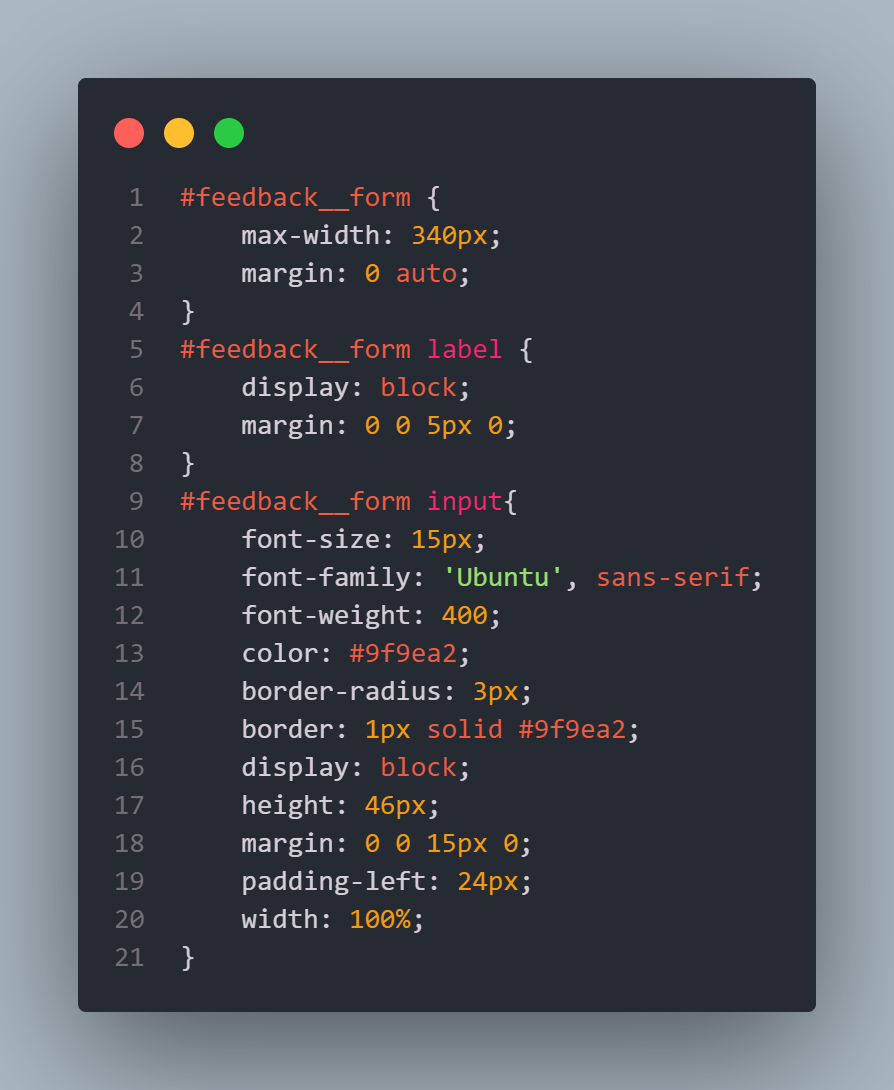 1 #feedback__form {
2     max-width: 340px;
3     margin: 0 auto;
4 }
5 #feedback__form label {
6     display: block;
7     margin: 0 0 5px 0;
8 }
9 #feedback__form input{
10     font-size: 15px;
11     font-family: 'Ubuntu', sans-serif;
12     font-weight: 400;
13     color: #9f9ea2;
14     border-radius: 3px;
15     border: 1px solid #9f9ea2;
16     display: block;
17     height: 46px;
18     margin: 0 0 15px 0;
19     padding-left: 24px;
20     width: 100%;
21 }